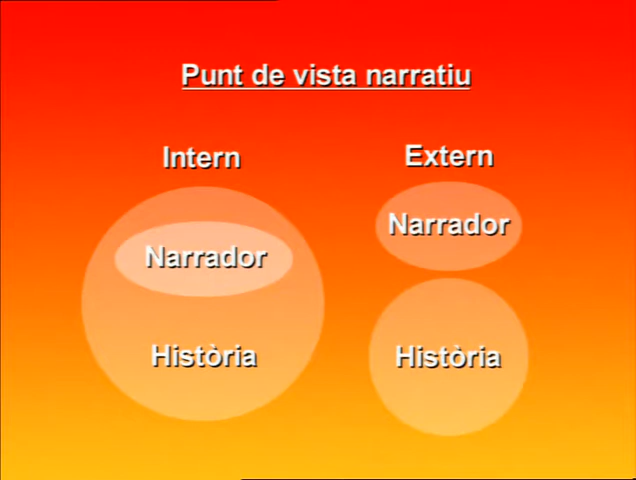 Punt de vista narratiu
Intern
Narrador
Història
Extern
Narrador
Història